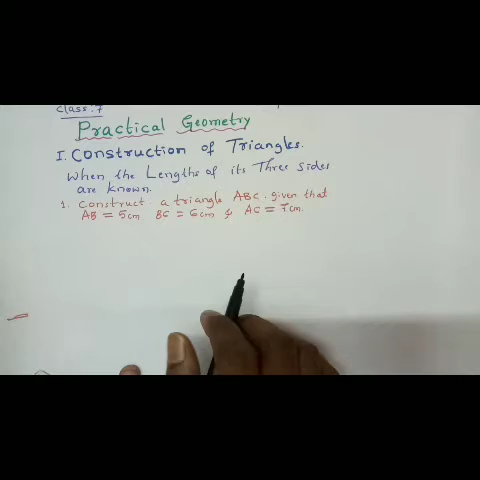 Class:7
Practical Geometry
I. Construction of Triangles.
When the Lengths of its Three Sides
are known.
1. Construct a triangle ABC. given that
AB = 5cm BC = 6cm & AC = 7cm.